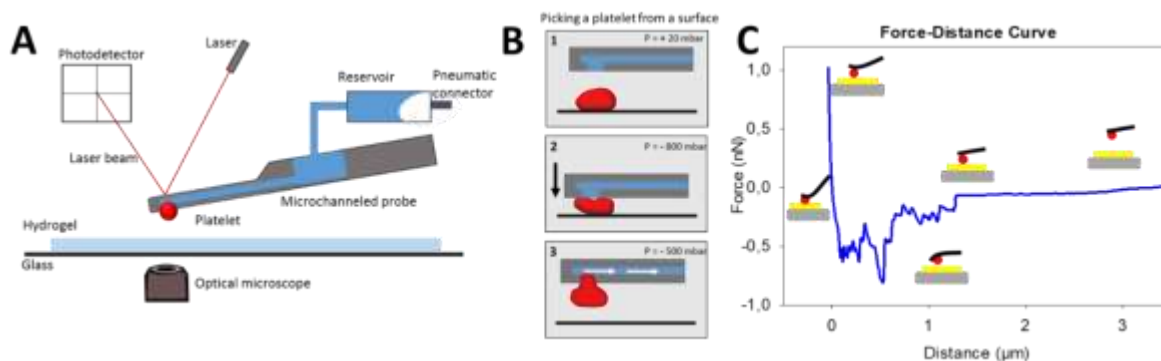 A
Photodetector
Laser
Reservoir
Pneumatic
connector
Laser beam
Microchanneled probe
Platelet
Hydrogel
Glass
Optical microscope
B
Picking a platelet from a surface
1
P = + 20 mbar
2
P = - 800 mbar
3
P = - 500 mbar
C
Force-Distance Curve
Force (nN)
1,0
0,5
0,0
-0,5
-1,0
0
1
2
3
Distance (µm)